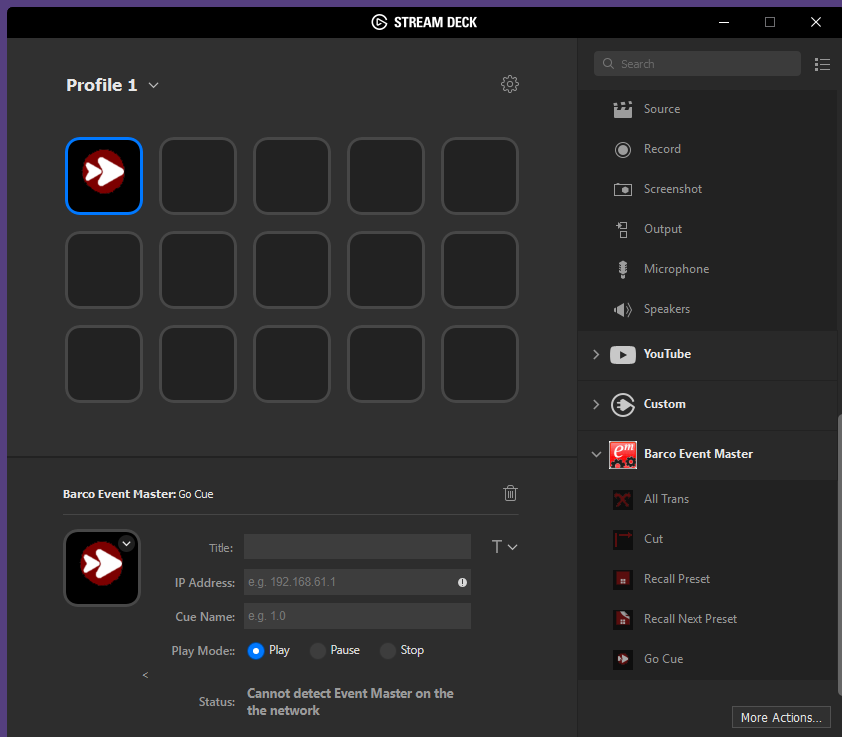 STREAM DECK
Profile 1
Search
Source
Record
Screenshot
Output
Microphone
Speakers
YouTube
Custom
em
Barco Event Master
All Trans
Cut
Recall Preset
Recall Next Preset
Go Cue
More Actions...
Barco Event Master: Go Cue
Title:
T
IP Address: e.g. 192.168.61.1
Cue Name: e.g. 1.0
Play Mode:: Play Pause Stop
<
Status: Cannot detect Event Master on the
the network